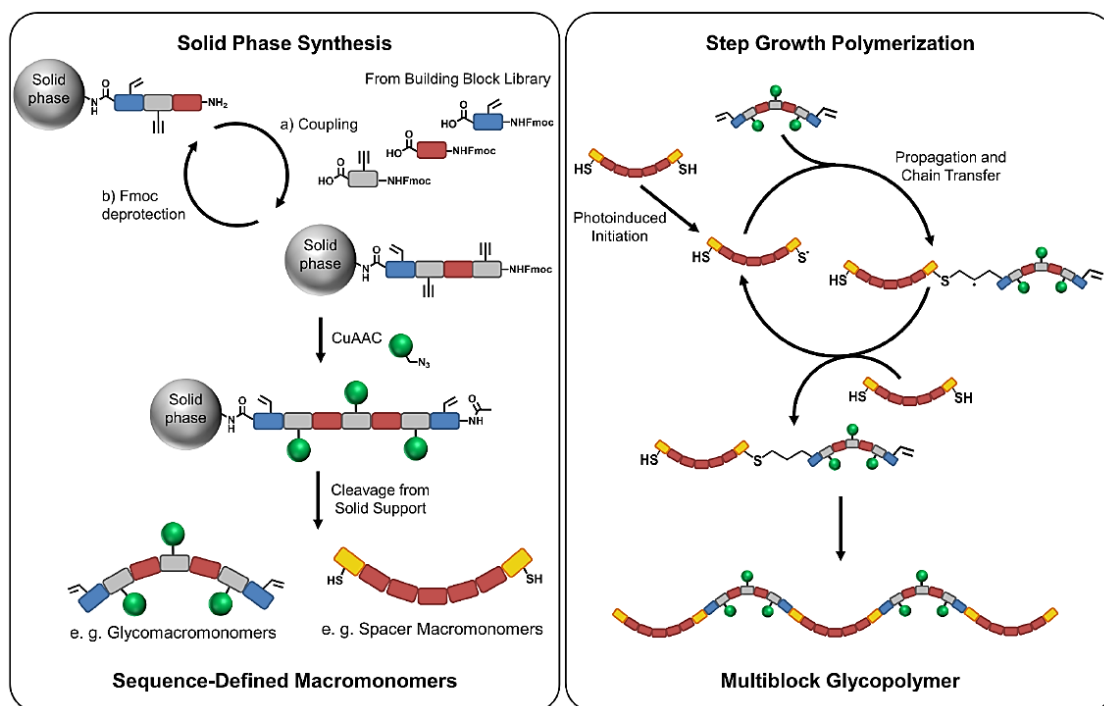 Solid Phase Synthesis
Solid
phase
O
N
H
NH₂
From Building Block Library
a) Coupling
O
HO
NHFmoc
O
HO
NHFmoc
O
HO
NHFmoc
b) Fmoc
deprotection
Solid
phase
O
N
H
NHFmoc
CuAAC
N₃
Solid
phase
O
N
H
O
NH
Cleavage from
Solid Support
HS
SH
e. g. Glycomacromonomers
e. g. Spacer Macromonomers
Sequence-Defined Macromonomers
Step Growth Polymerization
HS
SH
Propagation and
Chain Transfer
Photoinduced
Initiation
HS
S·
HS
S
HS
SH
HS
S
Multiblock Glycopolymer